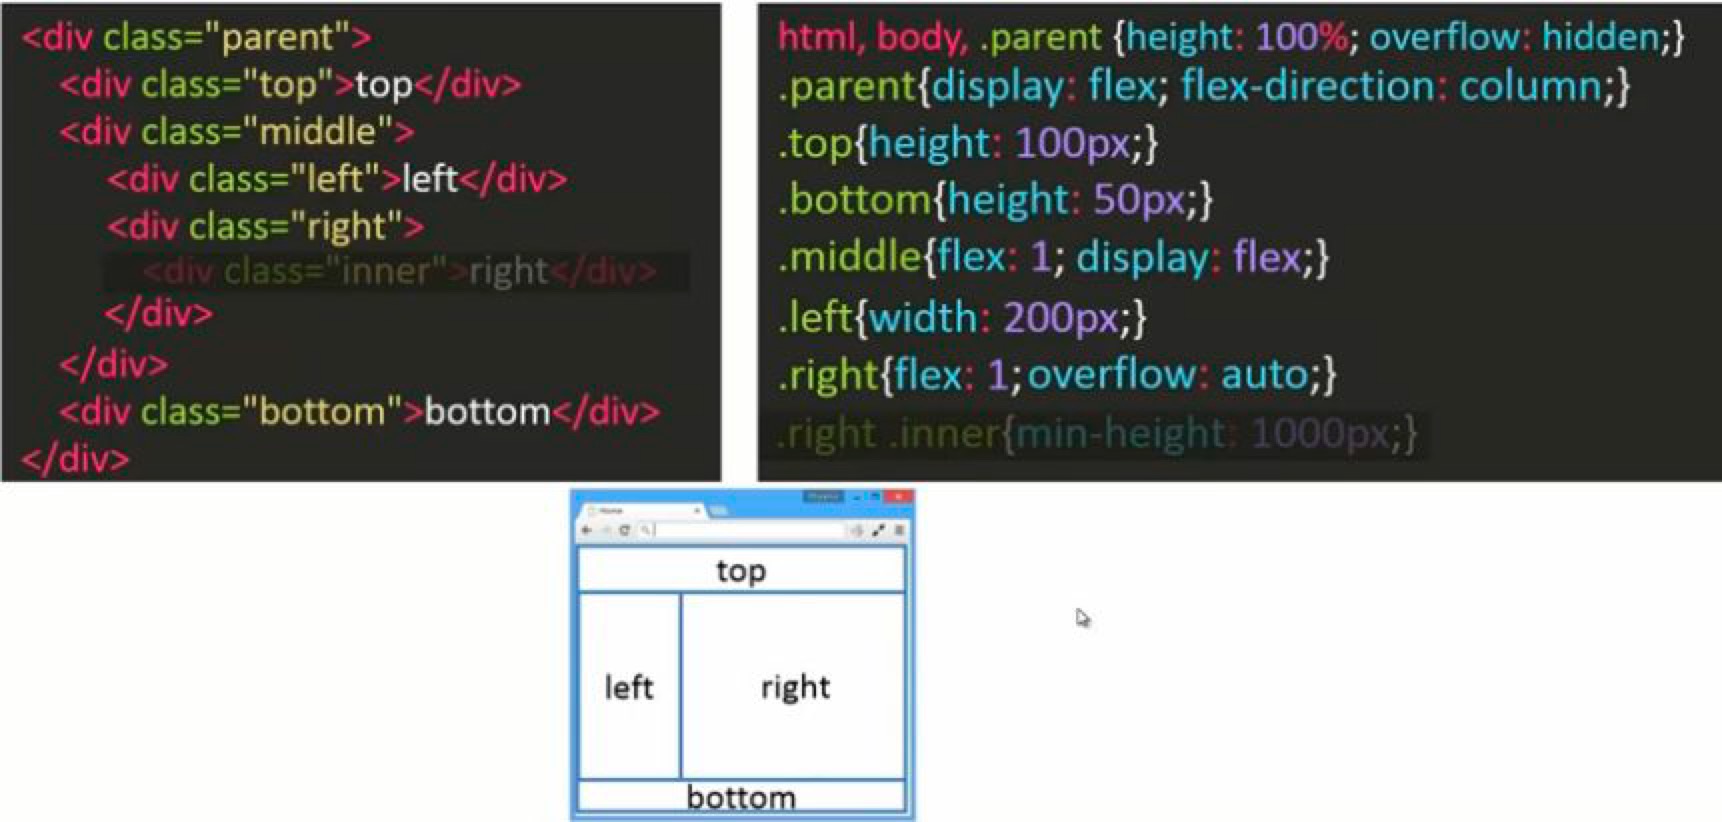 <div class="parent">
<div class="top">top</div>
<div class="middle">
<div class="left">left</div>
<div class="right">
<div class="inner">right</div>
</div>
</div>
<div class="bottom">bottom</div>
</div>
html, body, .parent {height: 100%; overflow: hidden;}
.parent{display: flex; flex-direction: column;}
.top{height: 100px;}
.bottom{height: 50px;}
.middle{flex: 1; display: flex;}
.left{width: 200px;}
.right{flex: 1; overflow: auto;}
.right .inner{min-height: 1000px;}
Home
top
left
right
bottom